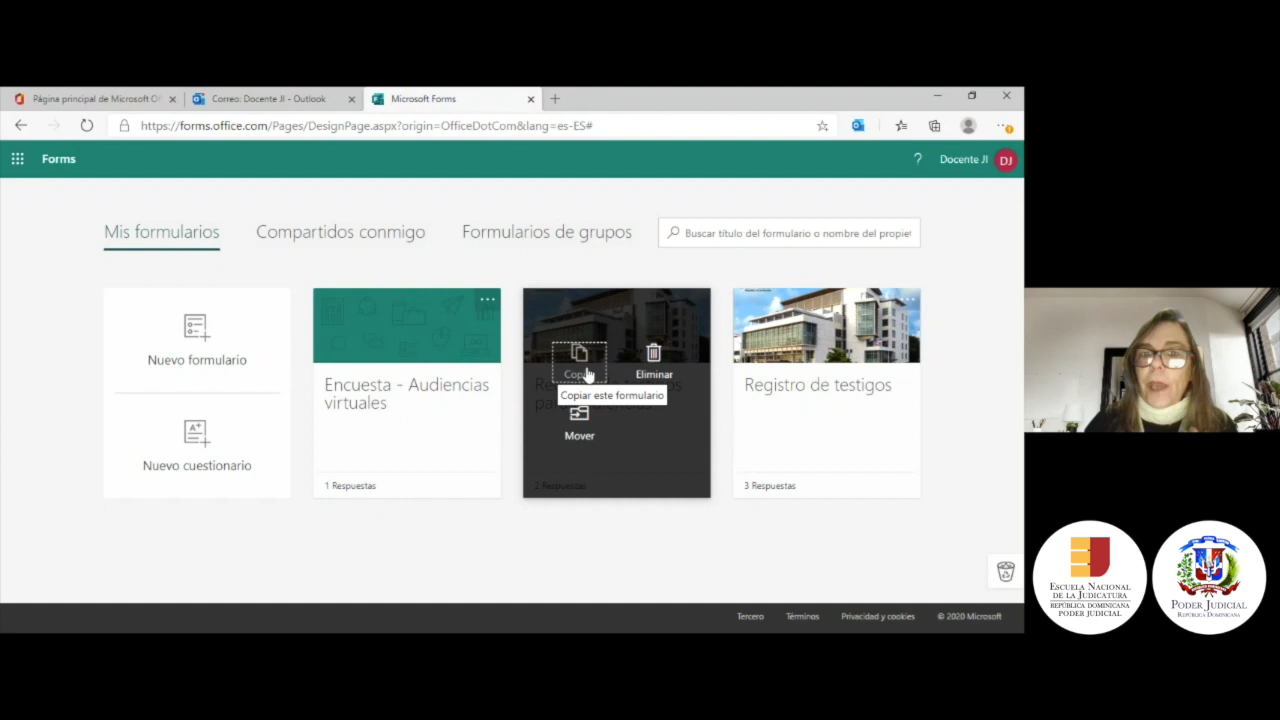 Página principal de Microsoft Of
Correo: Docente JI - Outlook
Microsoft Forms
https://forms.office.com/Pages/DesignPage.aspx?origin=OfficeDotCom&lang=es-ES#
Forms
?
Docente JI
DJ
Mis formularios
Compartidos conmigo
Formularios de grupos
Buscar título del formulario o nombre del propiet
Nuevo formulario
Nuevo cuestionario
Encuesta - Audiencias
virtuales
1 Respuestas
Eliminar
Copiar este formulario
Mover
2 Respuestas
Registro de testigos
3 Respuestas
Tercero
Términos
Privacidad y cookies
© 2020 Microsoft
ESCUELA NACIONAL
DE LA JUDICATURA
REPÚBLICA DOMINICANA
PODER JUDICIAL
PODER JUDICIAL
REPÚBLICA DOMINICANA